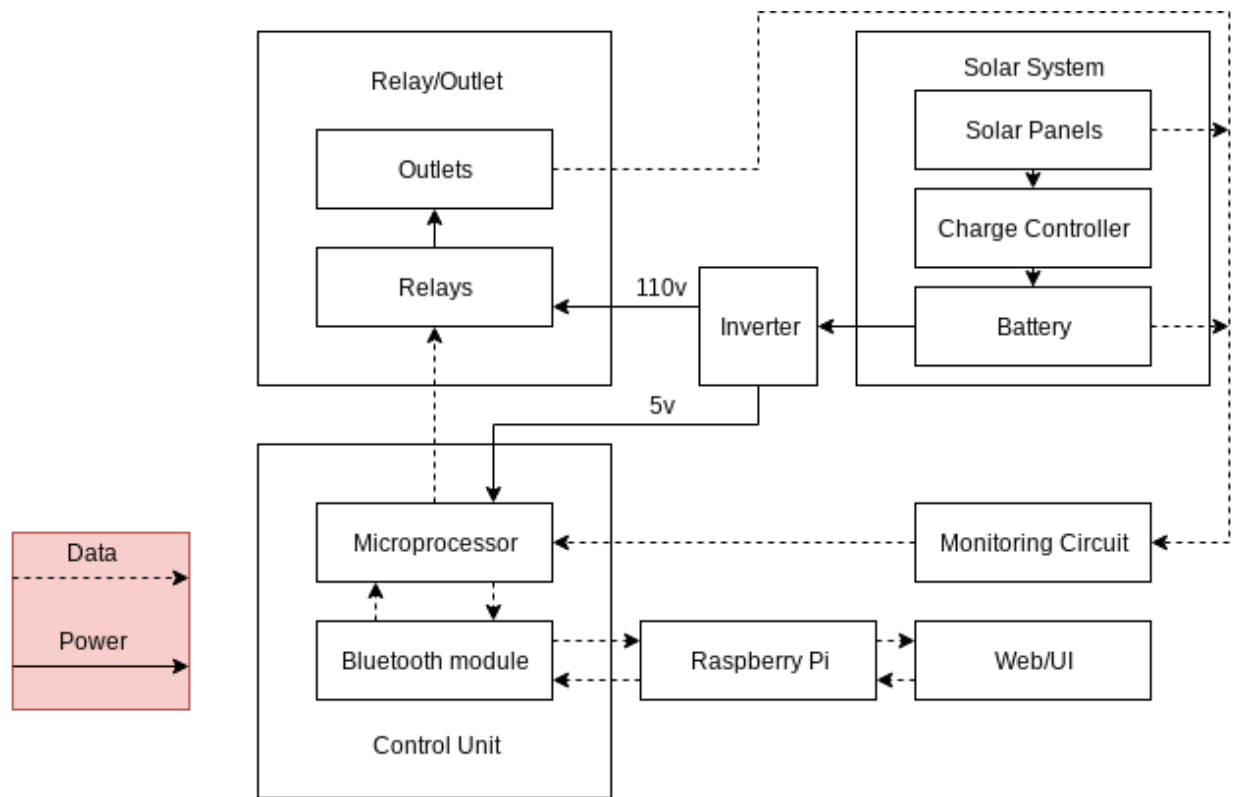 Relay/Outlet
Outlets
Relays
Solar System
Solar Panels
Charge Controller
Battery
110v
Inverter
5v
Microprocessor
Monitoring Circuit
Bluetooth module
Raspberry Pi
Web/UI
Control Unit
Data
Power